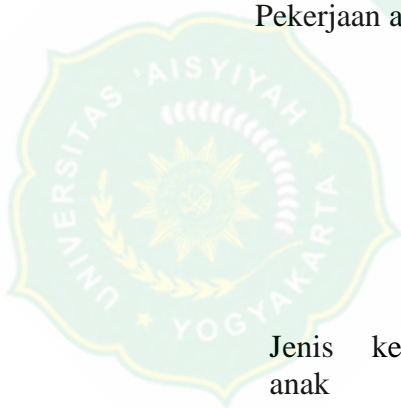 Pekerjaan a
UNIVERSITAS 'AISYIYAH
YOGYAKARTA
Jenis ke
anak